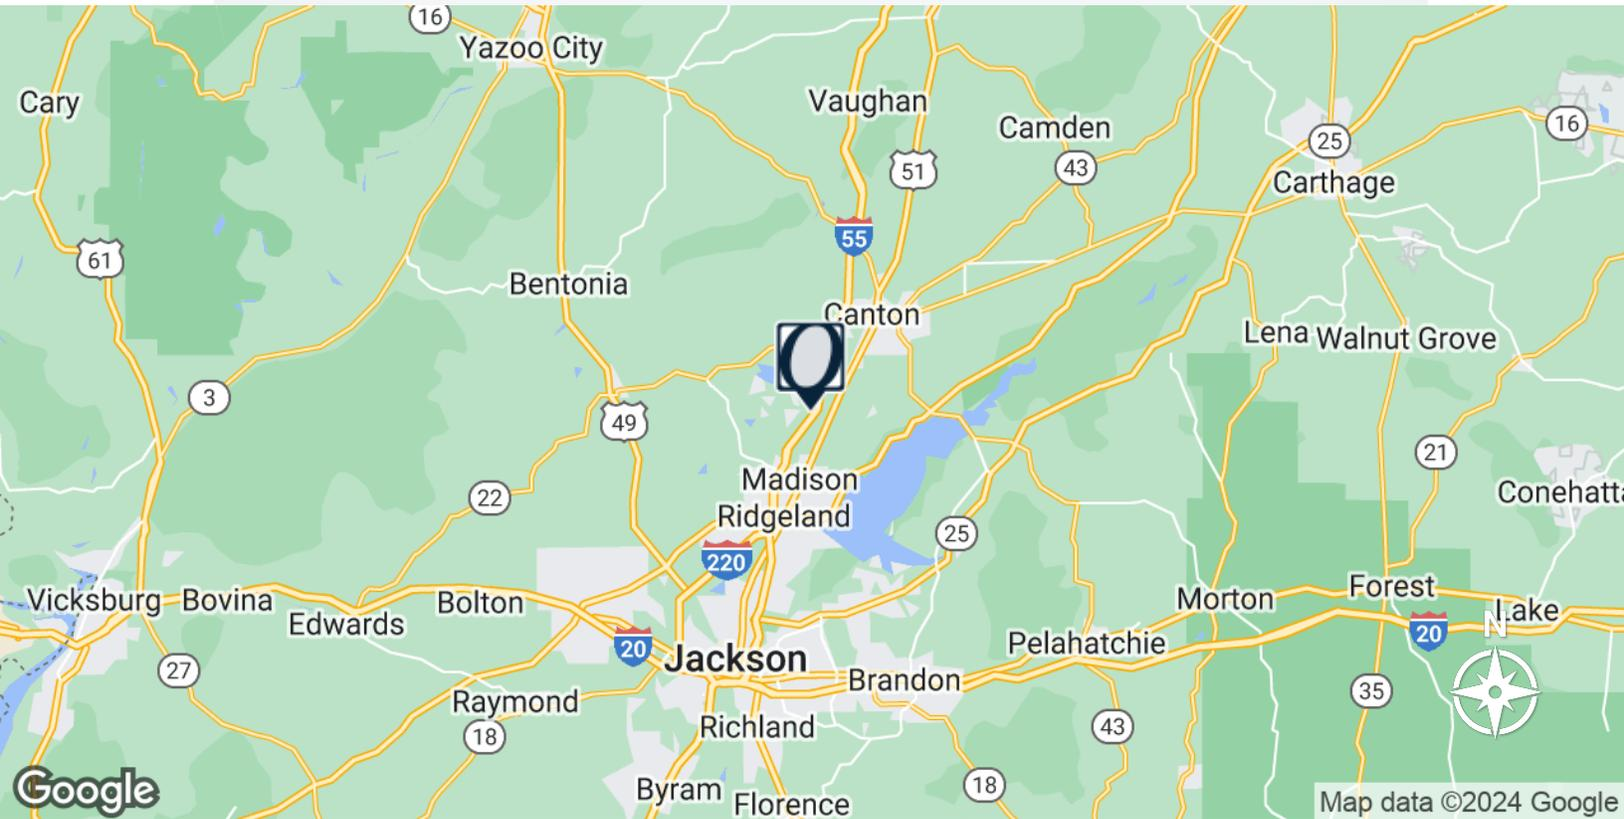 16
Yazoo City
Cary
Vaughan
Camden
16
25
51
43
Carthage
55
61
Bentonia
Canton
O
Lena
Walnut Grove
3
49
21
Madison
22
Conehatta
Ridgeland
25
220
Vicksburg
Bovina
Bolton
Edwards
Morton
Forest
Lake
N
20
20
Pelahatchie
Jackson
27
Brandon
35
Raymond
Richland
43
18
18
Byram
Florence
Google
Map data ©2024 Google